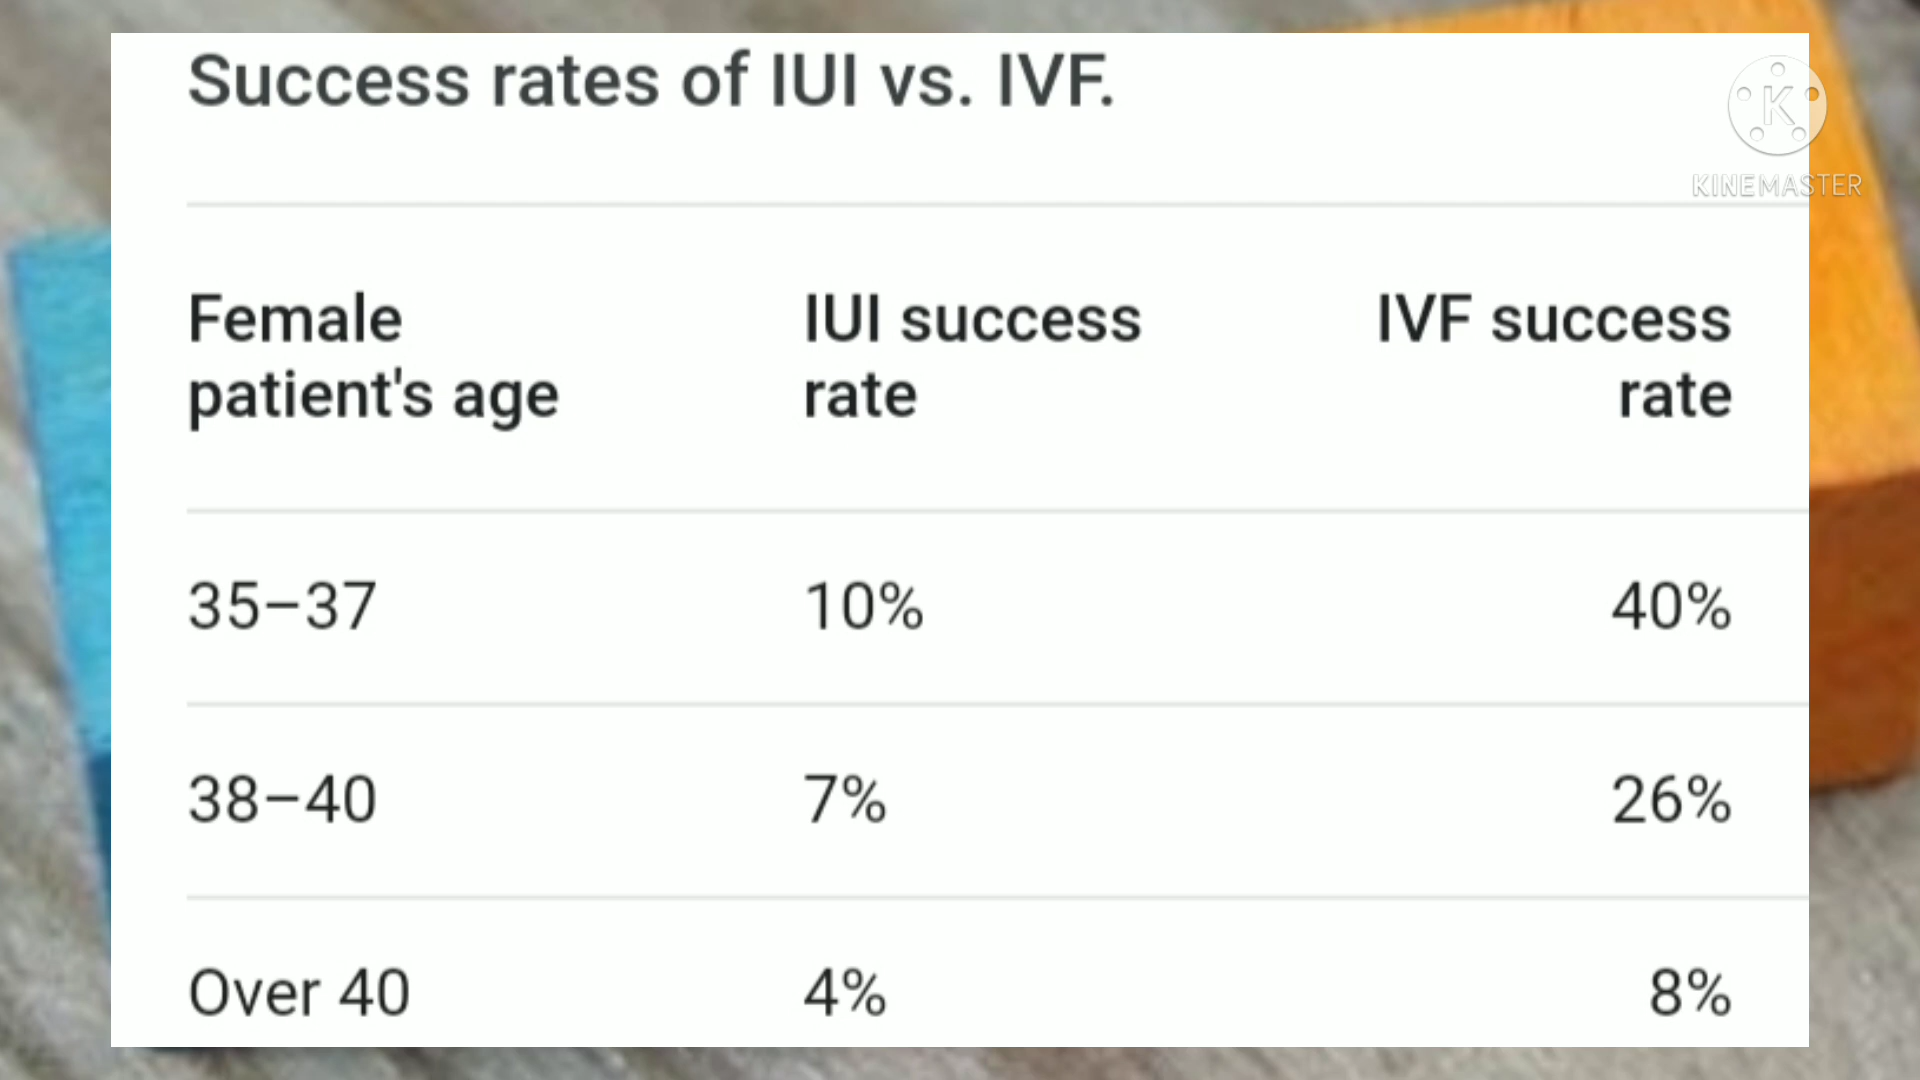 Success rates of IUI vs. IVF.
K
KINEMASTER
Female
patient's age
IUI success
rate
IVF success
rate
35–37
10%
40%
38–40
7%
26%
Over 40
4%
8%